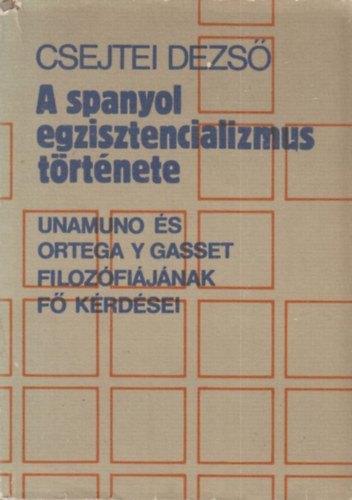 CSEJTEI DEZSŐ
A spanyol
egzisztencializmus
története
UNAMUNO ÉS
ORTEGA Y GASSET
FILOZÓFIÁJÁNAK
FŐ KÉRDÉSEI